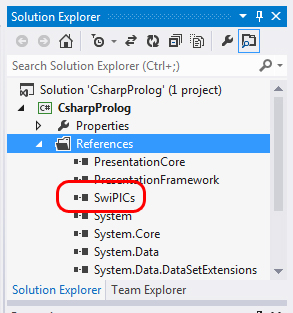 Solution Explorer
Search Solution Explorer (Ctrl+;)
Solution 'CsharpProlog' (1 project)
C# CsharpProlog
Properties
References
PresentationCore
PresentationFramework
SwiPlCs
System
System.Core
System.Data
System.Data.DataSetExtensions
Solution Explorer Team Explorer